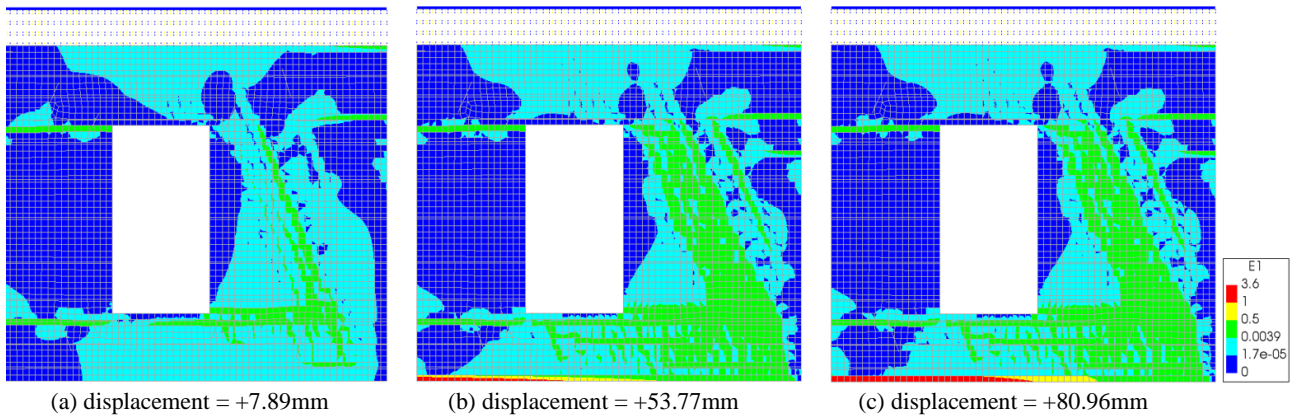 E1
3.6
1
0.5
0.0039
1.7e-05
0
(a) displacement = +7.89mm
(b) displacement = +53.77mm
(c) displacement = +80.96mm